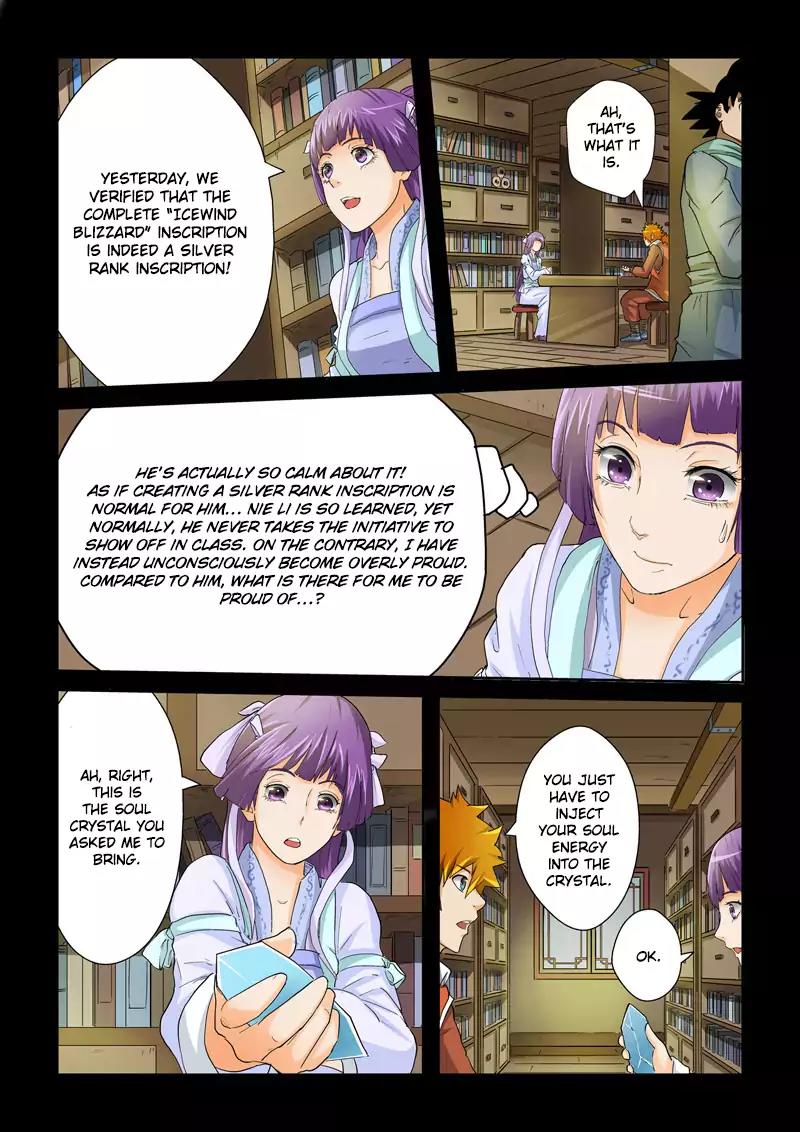 YESTERDAY, WE
VERIFIED THAT THE
COMPLETE "ICEWIND
BLIZZARD" INSCRIPTION
IS INDEED A SILVER
RANK INSCRIPTION!
AH,
THAT'S
WHAT IT
IS.
HE'S ACTUALLY SO CALM ABOUT IT!
AS IF CREATING A SILVER RANK INSCRIPTION IS
NORMAL FOR HIM... NIE LI IS SO LEARNED, YET
NORMALLY, HE NEVER TAKES THE INITIATIVE TO
SHOW OFF IN CLASS. ON THE CONTRARY, I HAVE
INSTEAD UNCONSCIOUSLY BECOME OVERLY PROUD.
COMPARED TO HIM, WHAT IS THERE FOR ME TO BE
PROUD OF...?
AH, RIGHT,
THIS IS
THE SOUL
CRYSTAL YOU
ASKED ME TO
BRING.
YOU JUST
HAVE TO
INJECT
YOUR SOUL
ENERGY
INTO THE
CRYSTAL.
OK.